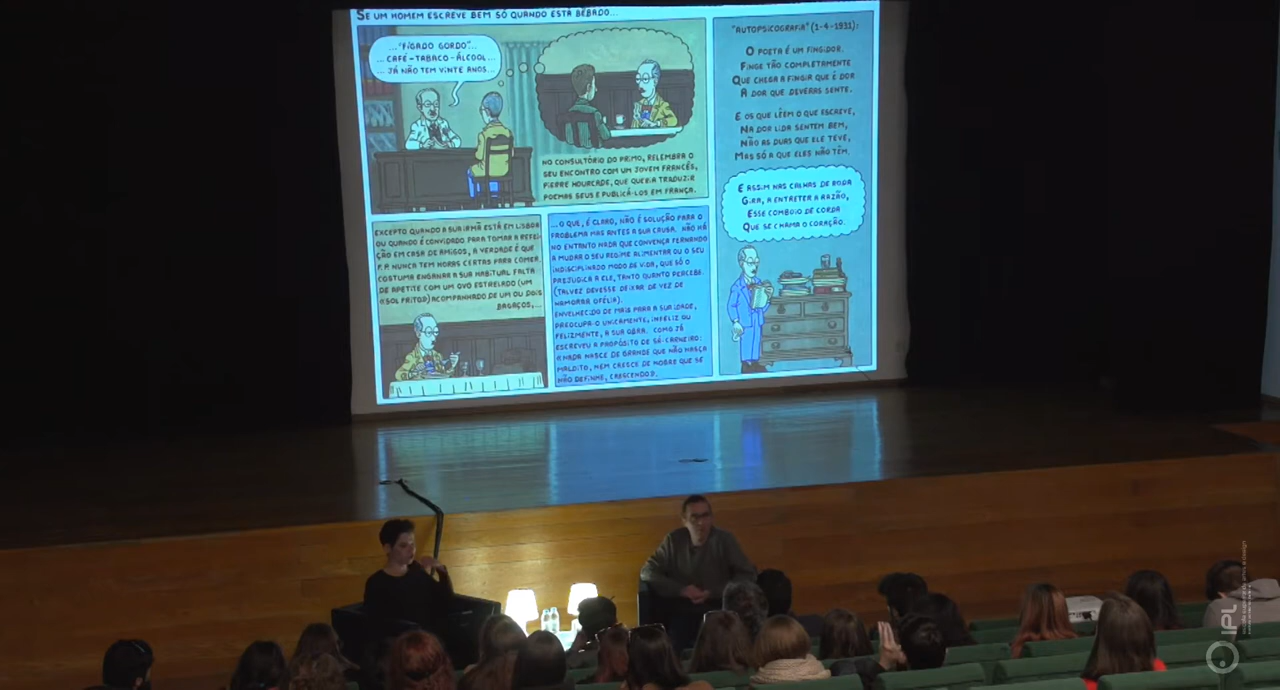 SE UM HOMEM ESCREVE BEM SÓ QUANDO ESTÁ BÊBADO...
..."FÍGADO GORDO"...
... CAFÉ-TABACO-ÁLCOOL...
... JÁ NÃO TEM VINTE ANOS...
NO CONSULTÓRIO DO PRIMO, RELEMBRA O
SEU ENCONTRO COM UM JOVEM FRANCÊS,
PIERRE HOURCADE, QUE QUERIA TRADUZIR
POEMAS SEUS E PUBLICÁ-LOS EM FRANÇA.
"AUTOPSICOGRAFIA" (1-4-1931):
O POETA É UM FINGIDOR.
FINGE TÃO COMPLETAMENTE
QUE CHEGA A FINGIR QUE É DOR
A DOR QUE DEVERAS SENTE.
E OS QUE LÊEM O QUE ESCREVE,
NA DOR LIDA SENTEM BEM,
NÃO AS DUAS QUE ELE TEVE,
MAS SÓ A QUE ELES NÃO TÊM.
E ASSIM NAS CALHAS DE RODA
GIRA, A ENTRETER A RAZÃO,
ESSE COMBOIO DE CORDA
QUE SE CHAMA O CORAÇÃO.
EXCEPTO QUANDO A SUA IRMÃ ESTÁ EM LISBOA
OU QUANDO É CONVIDADO PARA TOMAR A REFEI-
ÇÃO EM CASA DE AMIGOS, A VERDADE É QUE
F.P. NUNCA TEM HORAS CERTAS PARA COMER.
COSTUMA ENGANAR A SUA HABITUAL FALTA
DE APETITE COM UM OVO ESTRELADO (UM
«SOL FRITO») ACOMPANHADO DE UM OU DOIS
BAGAÇOS,...
...O QUE, É CLARO, NÃO É SOLUÇÃO PARA O
PROBLEMA MAS ANTES A SUA CAUSA. NÃO HÁ
NO ENTANTO NADA QUE CONVENÇA FERNANDO
A MUDAR O SEU REGIME ALIMENTAR OU O SEU
INDISCIPLINADO MODO DE VIDA, QUE SÓ O
PREJUDICA A ELE, TANTO QUANTO PERCEBE.
(TALVEZ DEVESSE DEIXAR DE VEZ DE
NAMORAR OFÉLIA).
ENVELHECIDO DE MAIS PARA A SUA IDADE,
PREOCUPA-O UNICAMENTE, INFELIZ OU
FELIZMENTE, A SUA OBRA. COMO JÁ
ESCREVEU A PROPÓSITO DE SÁ-CARNEIRO:
«NADA NASCE DE GRANDE QUE NÃO NASÇA
MALDITO, NEM CRESCE DE NOBRE QUE SE
NÃO DEFINHE, CRESCENDO».
IPL